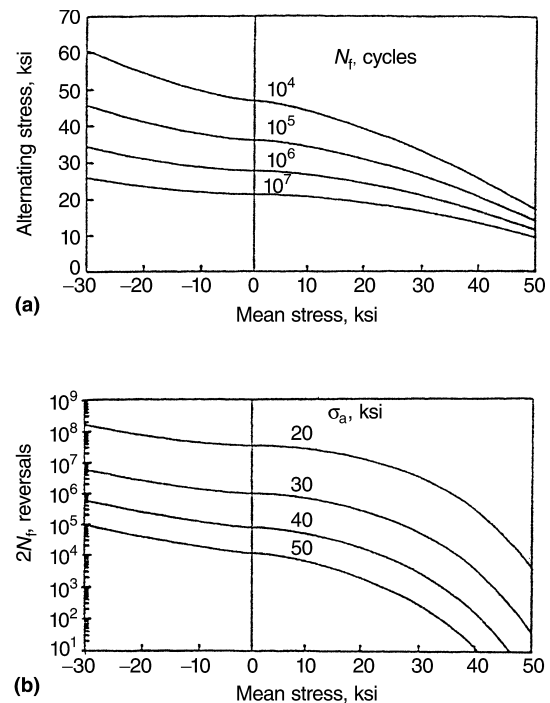 70
60
50
40
30
20
10
0
Alternating stress, ksi
N_f, cycles
10^4
10^5
10^6
10^7
–30 –20 –10 0 10 20 30 40 50
Mean stress, ksi
(a)
10^9
10^8
10^7
10^6
10^5
10^4
10^3
10^2
10^1
2N_f, reversals
σ_a, ksi
20
30
40
50
–30 –20 –10 0 10 20 30 40 50
Mean stress, ksi
(b)